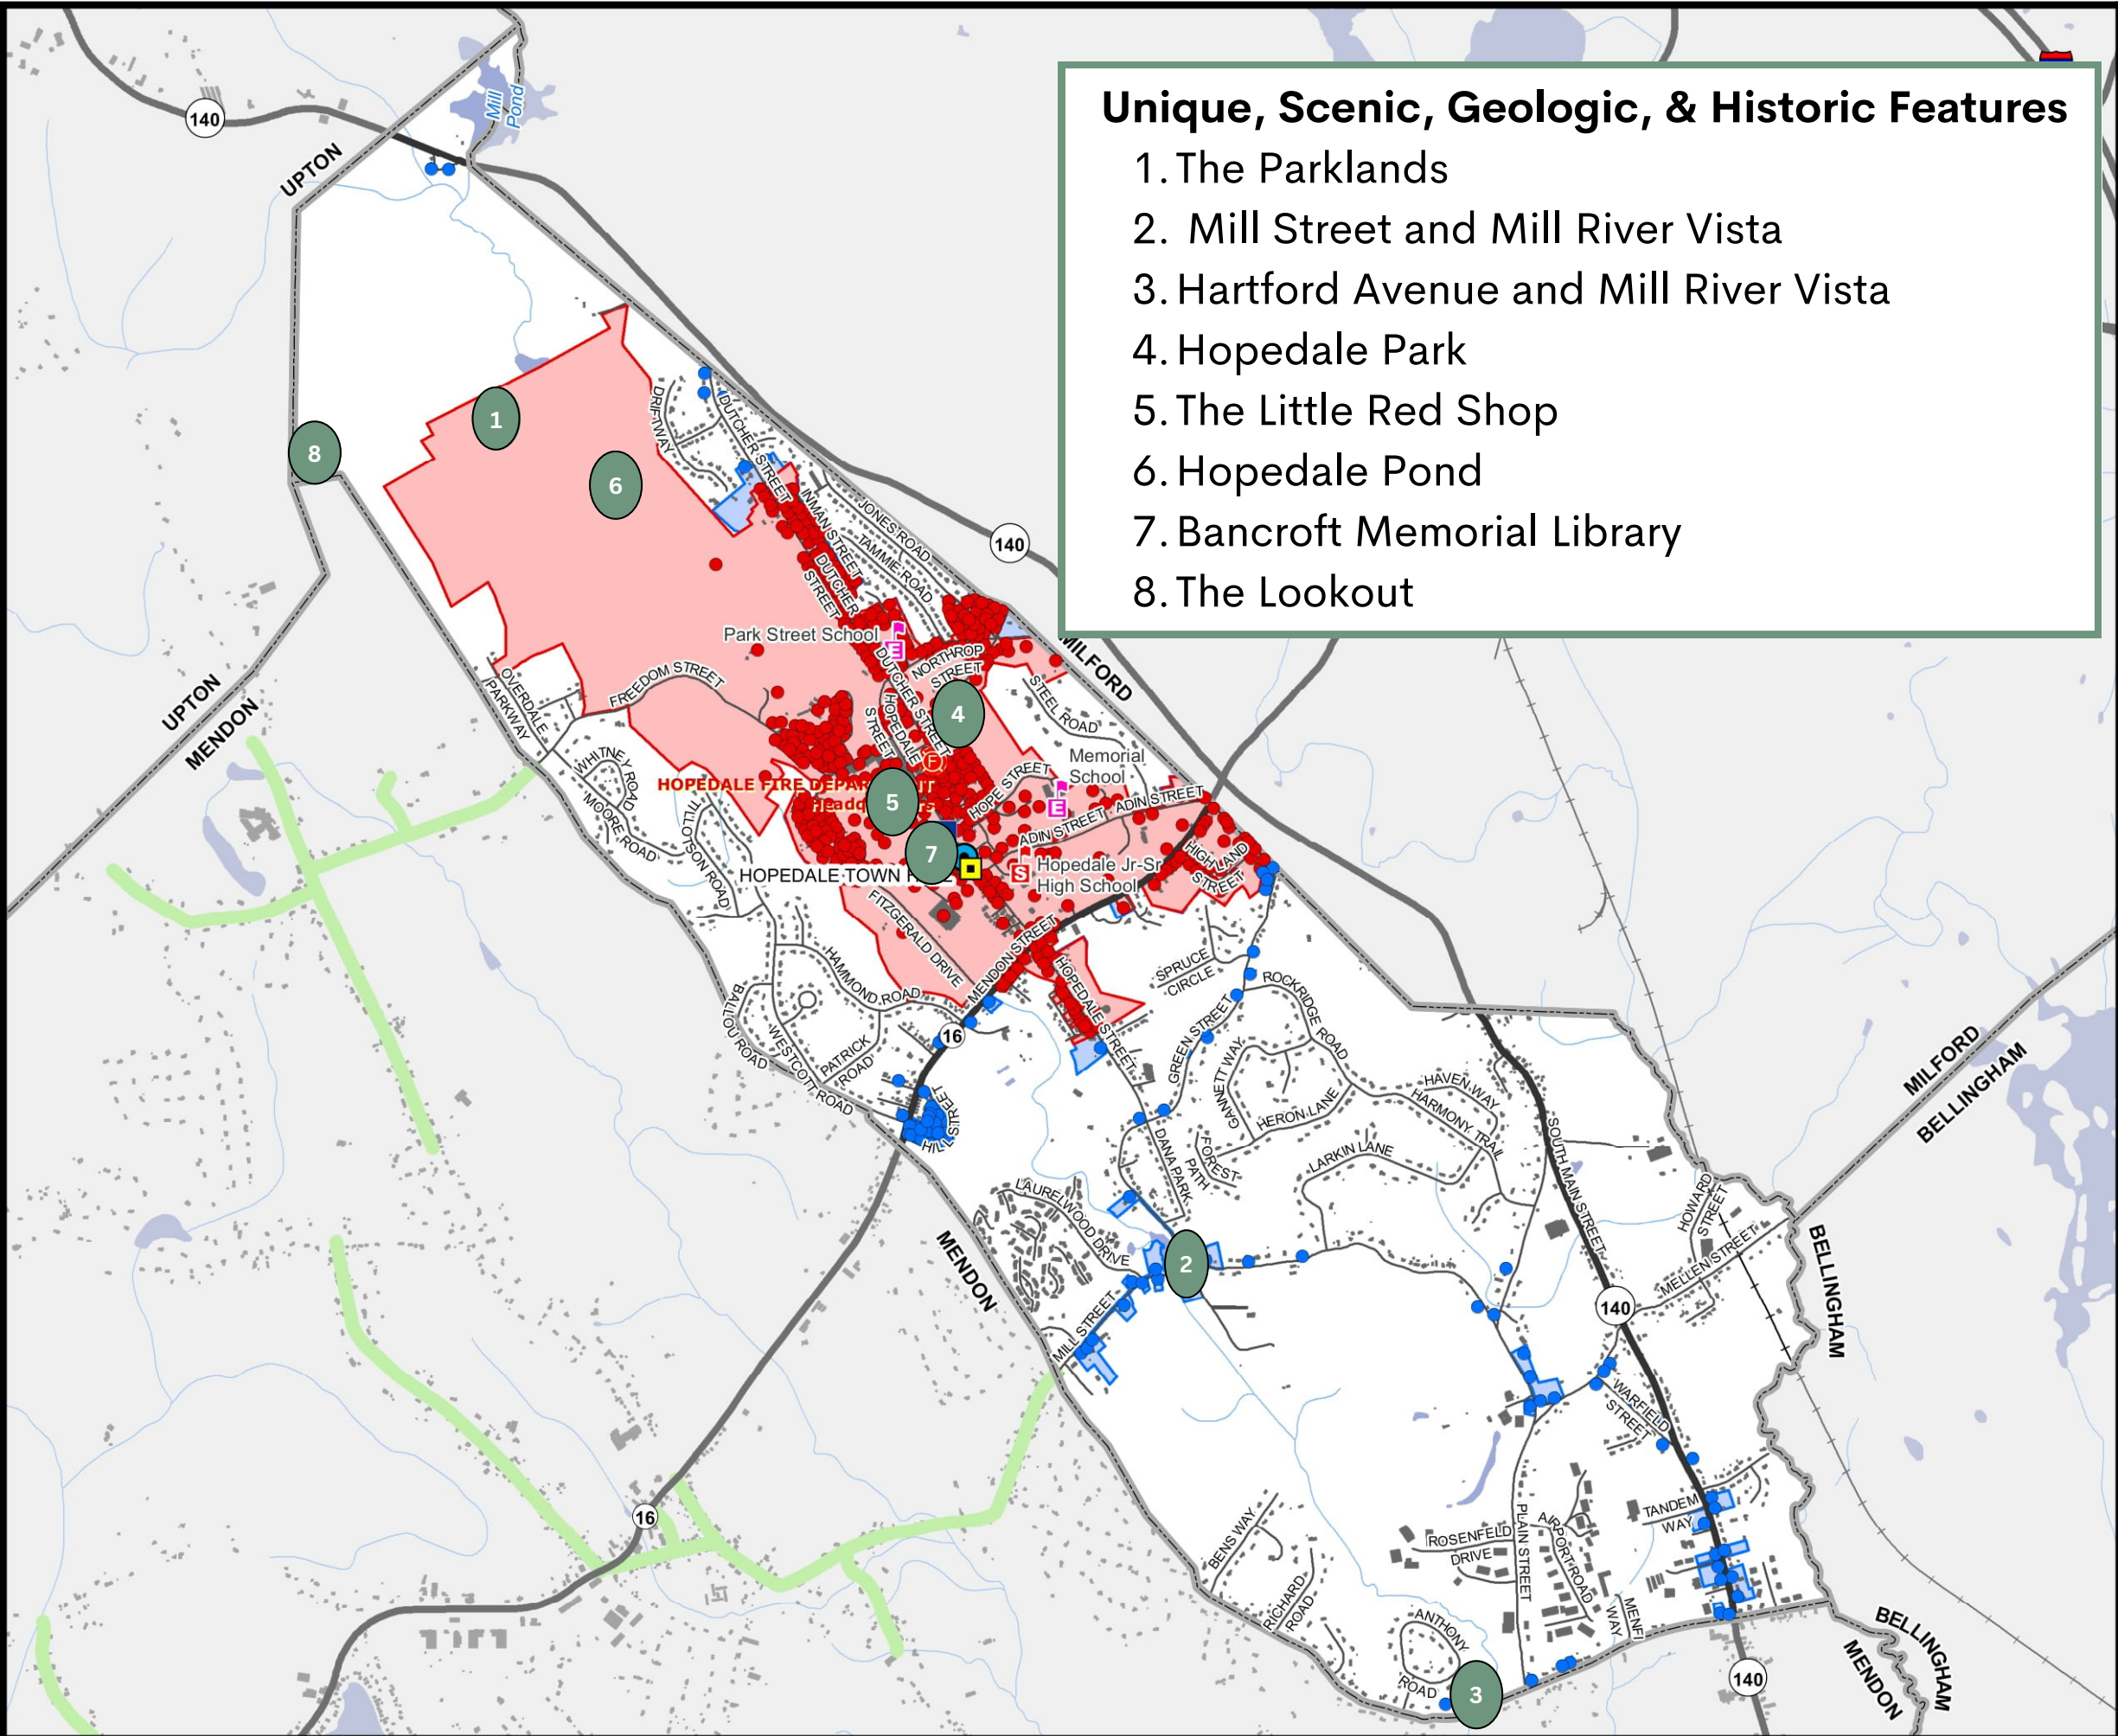 Unique, Scenic, Geologic, & Historic Features
1. The Parklands
2. Mill Street and Mill River Vista
3. Hartford Avenue and Mill River Vista
4. Hopedale Park
5. The Little Red Shop
6. Hopedale Pond
7. Bancroft Memorial Library
8. The Lookout
Mill
Pond
140
UPTON
1
8
6
DRIFTWAY
DUTCHER STREET
INMAN STREET
JONES ROAD
TAMMIE ROAD
140
DUTCHER
STREET
Park Street School
E
MILFORD
NORTHROP
STREET
FREEDOM STREET
OVERDALE
PARKWAY
UPTON
MENDON
DUTCHER STREET
HOPEDALE
STREET
4
STEEL ROAD
F
Memorial
School
E
WHITNEY
ROAD
MOORE ROAD
TILLOTSON ROAD
HOPEDALE FIRE
5
HOPE STREET
ADIN STREET
ADIN STREET
7
HOPEDALE TOWN
S
Hopedale Jr-Sr
High School
HIGHLAND
STREET
FITZGERALD DRIVE
MENDON STREET
HAMMOND ROAD
HOPEDALE STREET
SPRUCE
CIRCLE
ROCKRIDGE ROAD
GREEN STREET
BALLOU ROAD
WESTCOTT ROAD
PATRICK
ROAD
16
HILL STREET
GANNETT WAY
HERON LANE
HAVEN WAY
HARMONY TRAIL
DANA PARK
FOREST
PATH
LARKIN LANE
SOUTH MAIN STREET
MILFORD
BELLINGHAM
HOWARD
STREET
MELLEN STREET
BELLINGHAM
LAURELWOOD DRIVE
MENDON
2
MILL STREET
140
WARFIELD
STREET
16
TANDEM
WAY
BENS WAY
RICHARD
ROAD
ROSENFELD
DRIVE
PLAIN STREET
AIRPORT ROAD
MENFI
WAY
ANTHONY
ROAD
3
140
BELLINGHAM
MENDON